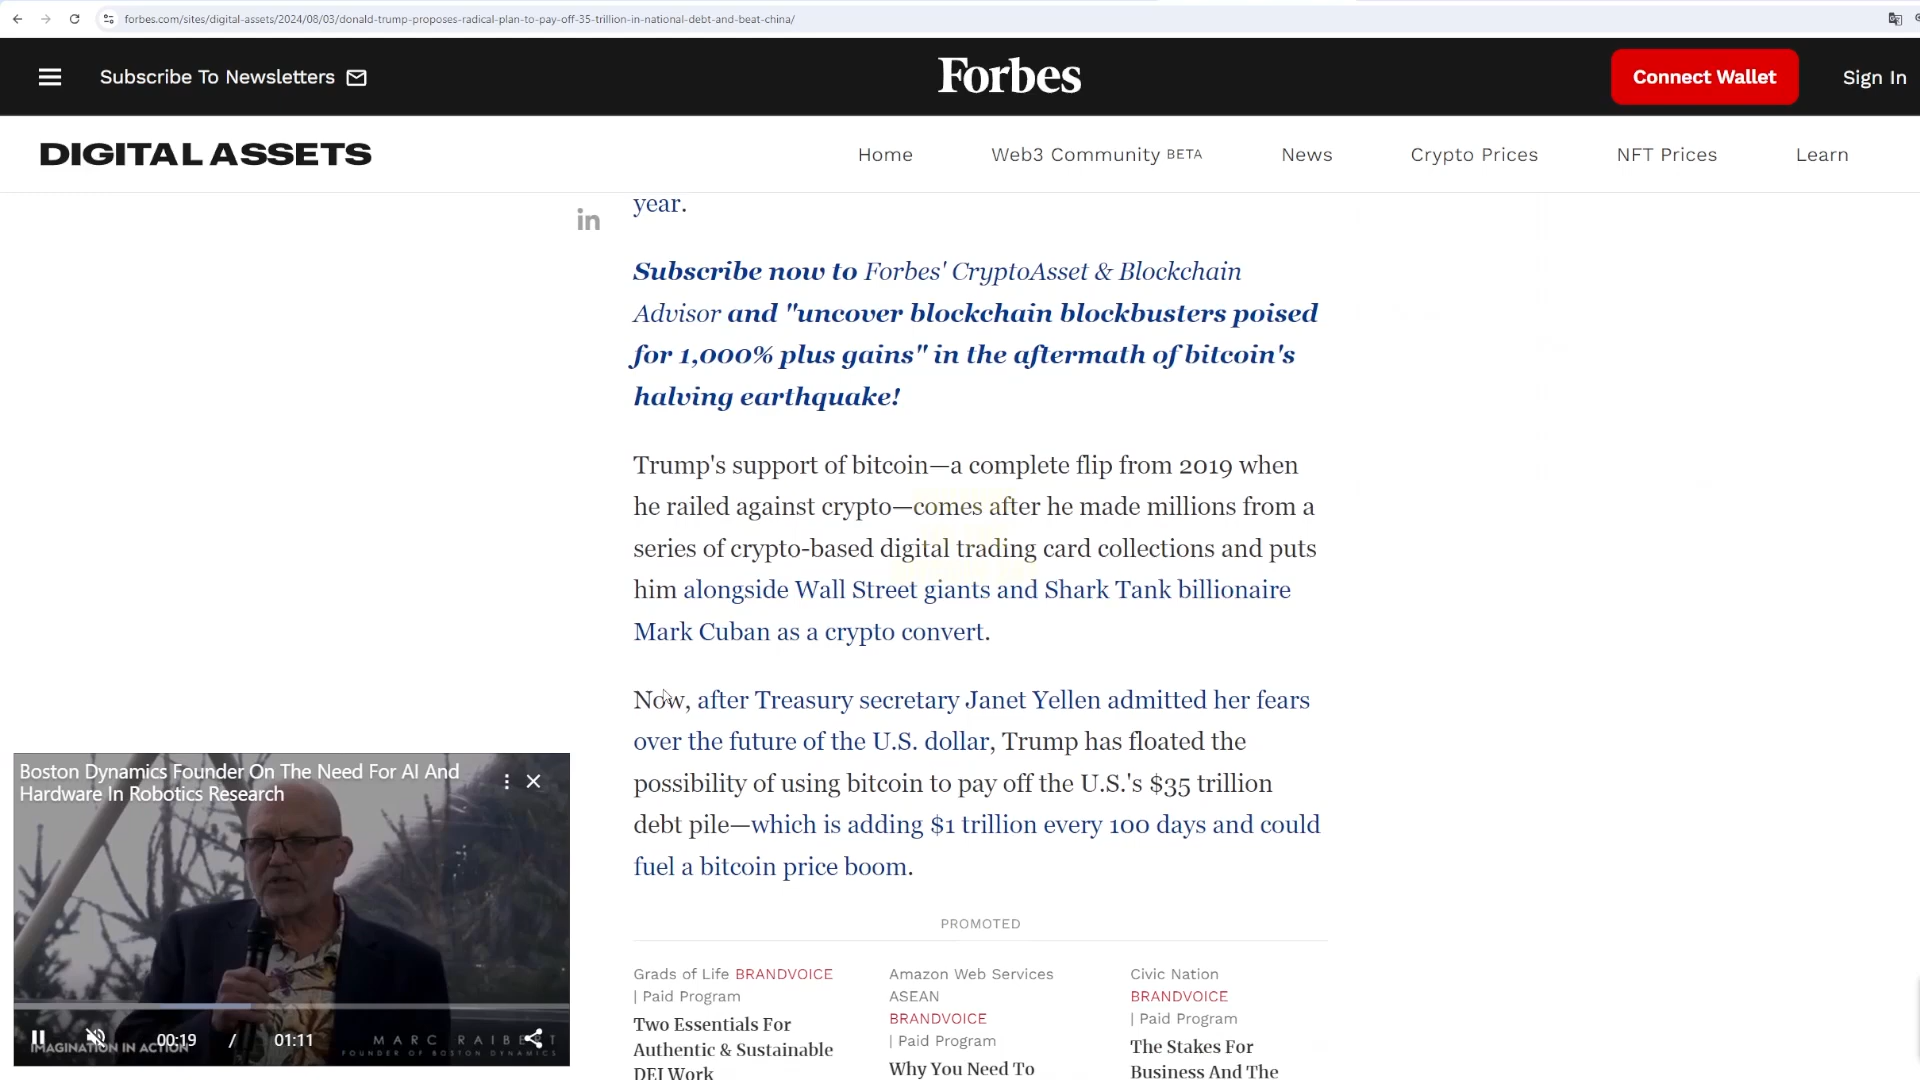 forbes.com/sites/digital-assets/2024/08/03/donald-trump-proposes-radical-plan-to-pay-off-35-trillion-in-national-debt-and-beat-china/
Subscribe To Newsletters
Forbes
Connect Wallet
Sign In
DIGITAL ASSETS
Home
Web3 Community BETA
News
Crypto Prices
NFT Prices
Learn
in
year.
Subscribe now to Forbes' CryptoAsset & Blockchain
Advisor and "uncover blockchain blockbusters poised
for 1,000% plus gains" in the aftermath of bitcoin's
halving earthquake!
Trump's support of bitcoin—a complete flip from 2019 when
he railed against crypto—comes after he made millions from a
series of crypto-based digital trading card collections and puts
him alongside Wall Street giants and Shark Tank billionaire
Mark Cuban as a crypto convert.
Now, after Treasury secretary Janet Yellen admitted her fears
over the future of the U.S. dollar, Trump has floated the
possibility of using bitcoin to pay off the U.S.'s $35 trillion
debt pile—which is adding $1 trillion every 100 days and could
fuel a bitcoin price boom.
Boston Dynamics Founder On The Need For AI And
Hardware In Robotics Research
00:19 / 01:11
IMAGINATION IN ACTION
MARC RAIBERT
FOUNDER OF BOSTON DYNAMICS
PROMOTED
Grads of Life BRANDVOICE
| Paid Program
Two Essentials For
Authentic & Sustainable
DEI Work
Amazon Web Services
ASEAN
BRANDVOICE
| Paid Program
Why You Need To
Civic Nation
BRANDVOICE
| Paid Program
The Stakes For
Business And The